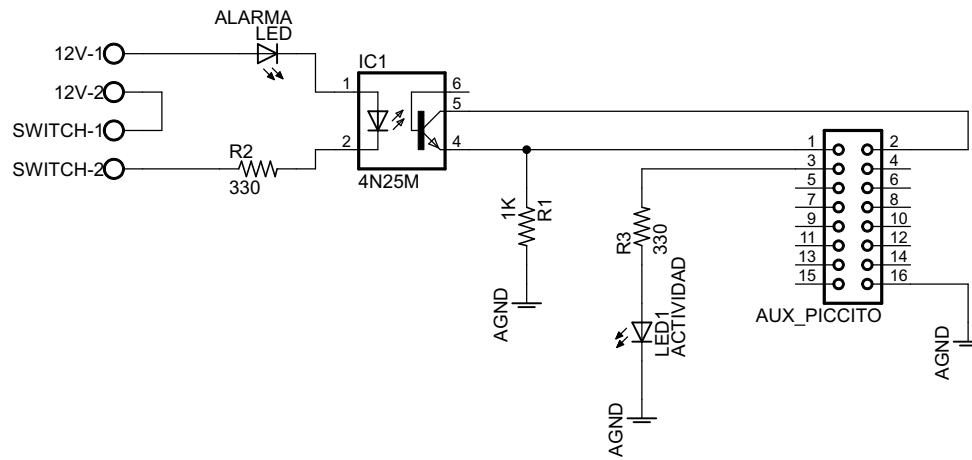 ALARMA
LED
12V-1
12V-2
SWITCH-1
SWITCH-2
R2
330
IC1
1
2
6
5
4
4N25M
1K
R1
AGND
R3
330
LED1
ACTIVIDAD
AGND
1 2
3 4
5 6
7 8
9 10
11 12
13 14
15 16
AUX_PICCITO
AGND